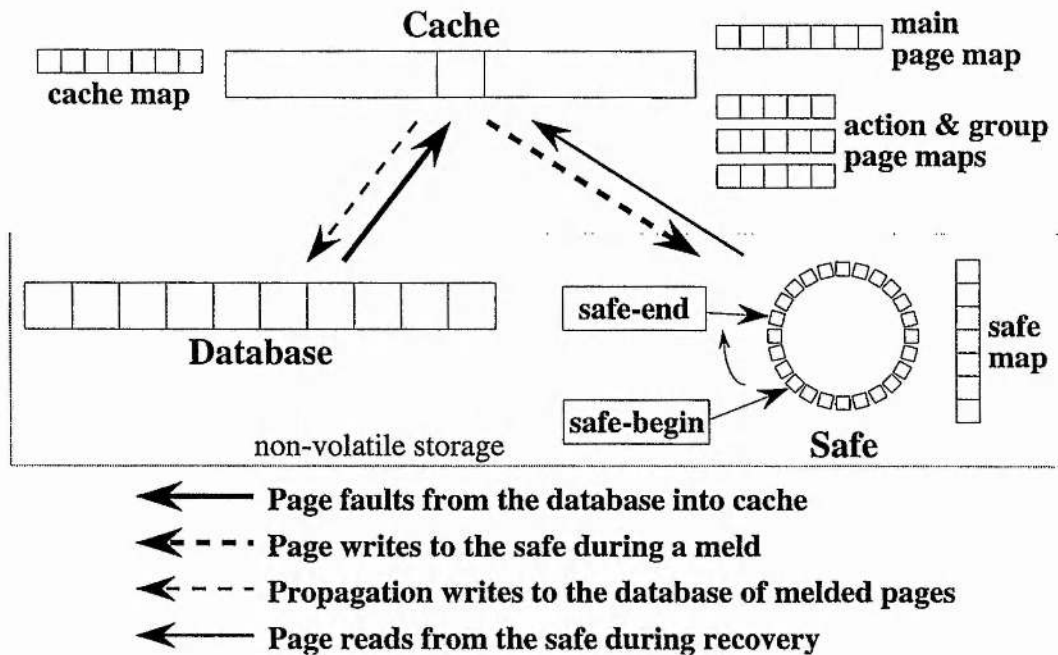 Cache
cache map
main
page map
action & group
page maps
Database
safe-end
safe-begin
Safe
safe
map
non-volatile storage
Page faults from the database into cache
Page writes to the safe during a meld
Propagation writes to the database of melded pages
Page reads from the safe during recovery